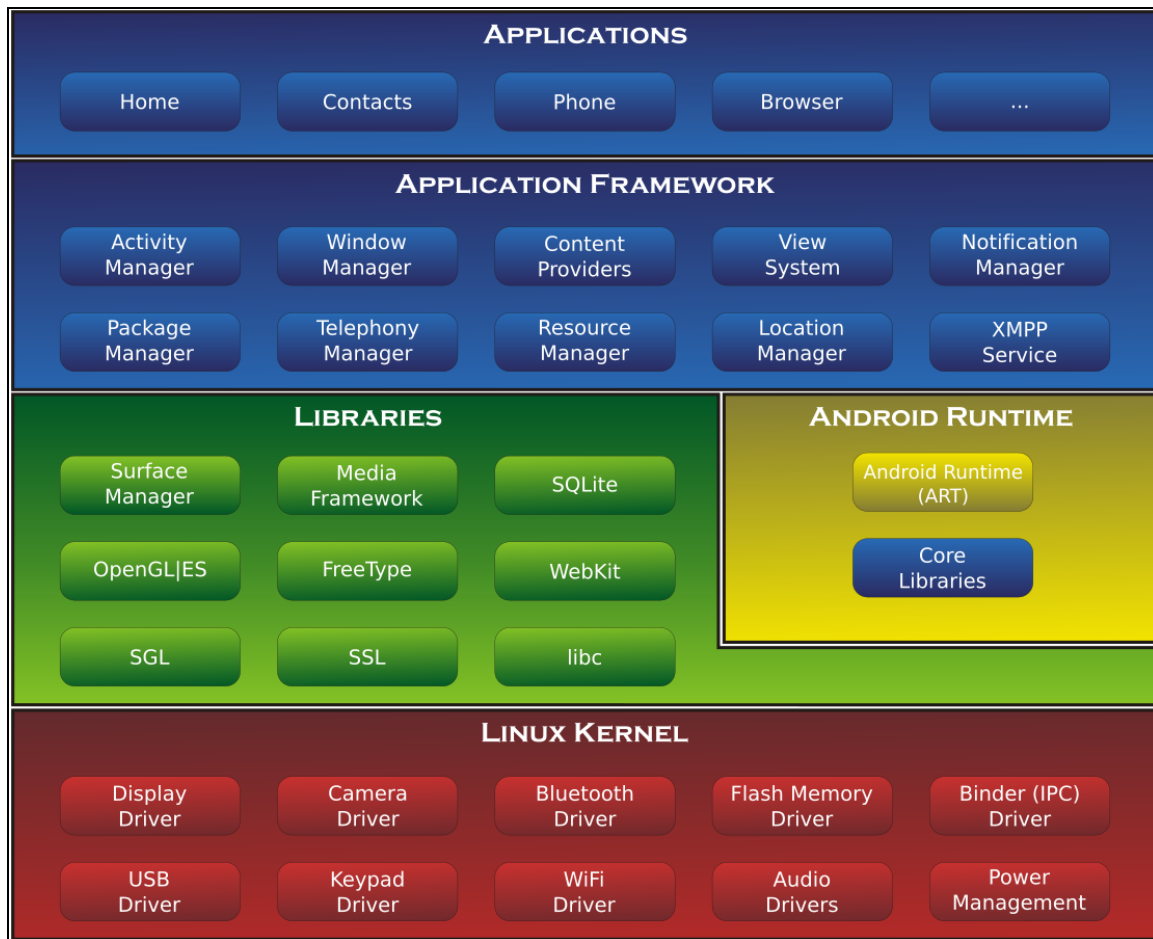 APPLICATIONS
Home
Contacts
Phone
Browser
...
APPLICATION FRAMEWORK
Activity
Manager
Window
Manager
Content
Providers
View
System
Notification
Manager
Package
Manager
Telephony
Manager
Resource
Manager
Location
Manager
XMPP
Service
LIBRARIES
Surface
Manager
Media
Framework
SQLite
OpenGL|ES
FreeType
WebKit
SGL
SSL
libc
ANDROID RUNTIME
Android Runtime
(ART)
Core
Libraries
LINUX KERNEL
Display
Driver
Camera
Driver
Bluetooth
Driver
Flash Memory
Driver
Binder (IPC)
Driver
USB
Driver
Keypad
Driver
WiFi
Driver
Audio
Drivers
Power
Management